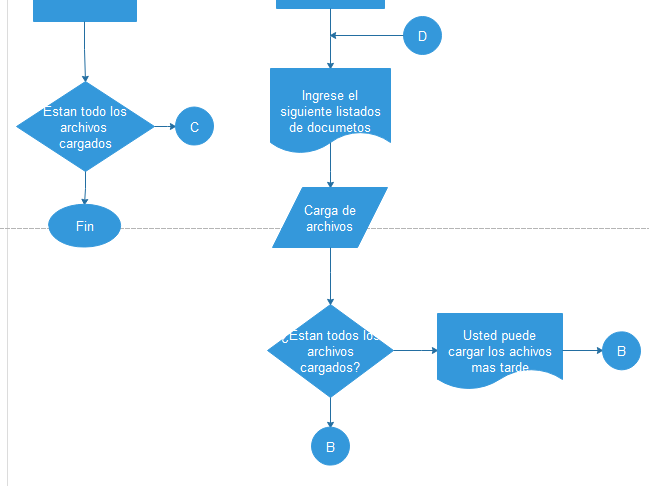 Estan todo los
archivos
cargados
C
Fin
D
Ingrese el
siguiente listados
de documetos
Carga de
archivos
¿Estan todos los
archivos
cargados?
Usted puede
cargar los achivos
mas tarde
B
B